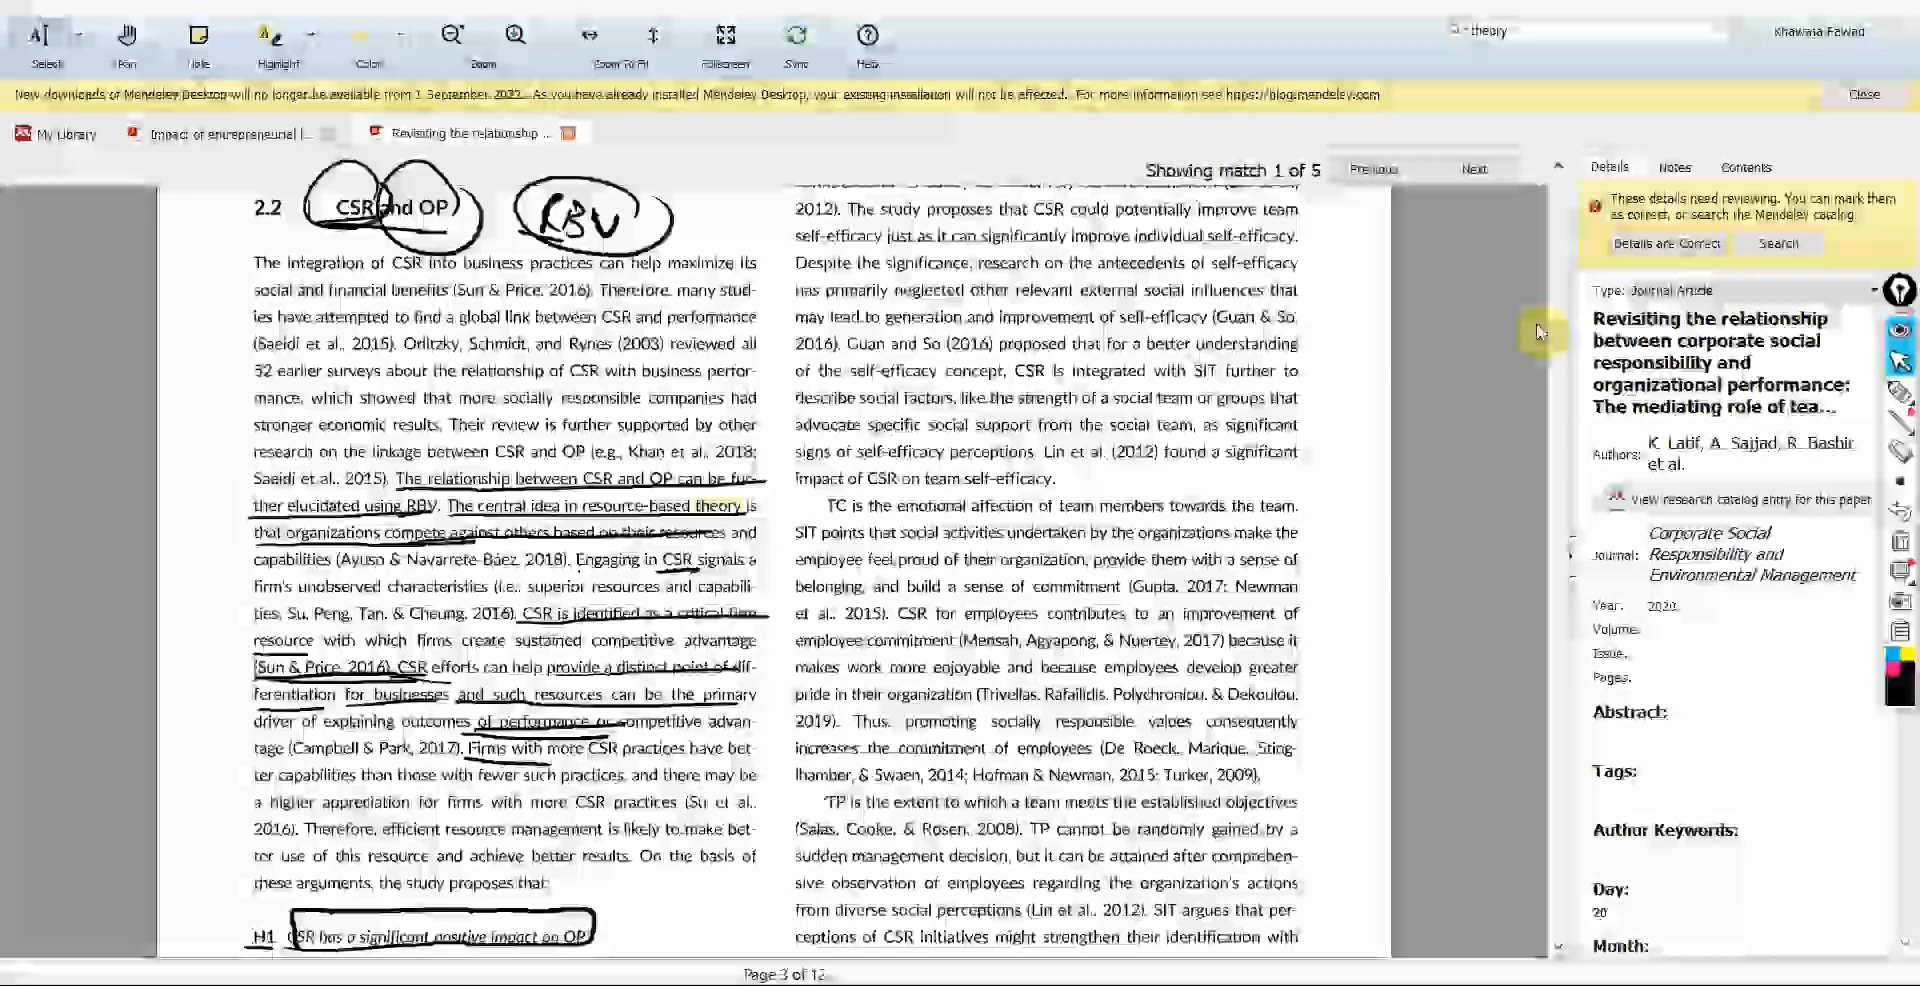 Select
Pan
Note
Highlight
Color
Zoom
Zoom To Fit
Fullscreen
Sync
Help
theory
Khawaja Fawad
New downloads of Mendeley Desktop will no longer be available from 1 September 2022. As you have already installed Mendeley Desktop, your existing installation will not be affected. For more information see https://blog.mendeley.com
Close
My Library
Impact of entrepreneurial l...
Revisiting the relationship ...
Showing match 1 of 5
Previous
Next
2.2 CSR and OP
RBV
The integration of CSR into business practices can help maximize its
social and financial benefits (Sun & Price, 2016). Therefore, many stud-
ies have attempted to find a global link between CSR and performance
(Saeidi et al., 2015). Orlitzky, Schmidt, and Rynes (2003) reviewed all
52 earlier surveys about the relationship of CSR with business perfor-
mance, which showed that more socially responsible companies had
stronger economic results. Their review is further supported by other
research on the linkage between CSR and OP (e.g., Khan et al., 2018;
Saeidi et al., 2015). The relationship between CSR and OP can be fur-
ther elucidated using RBV. The central idea in resource-based theory is
that organizations compete against others based on their resources and
capabilities (Ayuso & Navarrete-Báez, 2018). Engaging in CSR signals a
firm's unobserved characteristics (i.e., superior resources and capabili-
ties, Su, Peng, Tan, & Cheung, 2016). CSR is identified as a critical firm
resource with which firms create sustained competitive advantage
(Sun & Price, 2016). CSR efforts can help provide a distinct point of dif-
ferentiation for businesses and such resources can be the primary
driver of explaining outcomes of performance or competitive advan-
tage (Campbell & Park, 2017). Firms with more CSR practices have bet-
ter capabilities than those with fewer such practices, and there may be
a higher appreciation for firms with more CSR practices (Su et al.,
2016). Therefore, efficient resource management is likely to make bet-
ter use of this resource and achieve better results. On the basis of
these arguments, the study proposes that:
H1 CSR has a significant positive impact on OP.
2012). The study proposes that CSR could potentially improve team
self-efficacy just as it can significantly improve individual self-efficacy.
Despite the significance, research on the antecedents of self-efficacy
has primarily neglected other relevant external social influences that
may lead to generation and improvement of self-efficacy (Guan & So,
2016). Guan and So (2016) proposed that for a better understanding
of the self-efficacy concept, CSR is integrated with SIT further to
describe social factors, like the strength of a social team or groups that
advocate specific social support from the social team, as significant
signs of self-efficacy perceptions. Lin et al. (2012) found a significant
impact of CSR on team self-efficacy.
TC is the emotional affection of team members towards the team.
SIT points that social activities undertaken by the organizations make the
employee feel proud of their organization, provide them with a sense of
belonging, and build a sense of commitment (Gupta, 2017; Newman
et al., 2015). CSR for employees contributes to an improvement of
employee commitment (Mensah, Agyapong, & Nuertey, 2017) because it
makes work more enjoyable and because employees develop greater
pride in their organization (Trivellas, Rafailidis, Polychroniou, & Dekoulou,
2019). Thus, promoting socially responsible values consequently
increases the commitment of employees (De Roeck, Marique, Sting-
lhamber, & Swaen, 2014; Hofman & Newman, 2015; Turker, 2009).
TP is the extent to which a team meets the established objectives
(Salas, Cooke, & Rosen, 2008). TP cannot be randomly gained by a
sudden management decision, but it can be attained after comprehen-
sive observation of employees regarding the organization's actions
from diverse social perceptions (Lin et al., 2012). SIT argues that per-
ceptions of CSR initiatives might strengthen their identification with
Page 3 of 12
Details
Notes
Contents
These details need reviewing. You can mark them
as correct, or search the Mendeley catalog.
Details are Correct
Search
Type: Journal Article
Revisiting the relationship
between corporate social
responsibility and
organizational performance:
The mediating role of tea...
Authors: K. Latif, A. Sajjad, R. Bashir
et al.
View research catalog entry for this paper
Journal: Corporate Social
Responsibility and
Environmental Management
Year: 2020
Volume:
Issue:
Pages:
Abstract:
Tags:
Author Keywords:
Day:
20
Month: